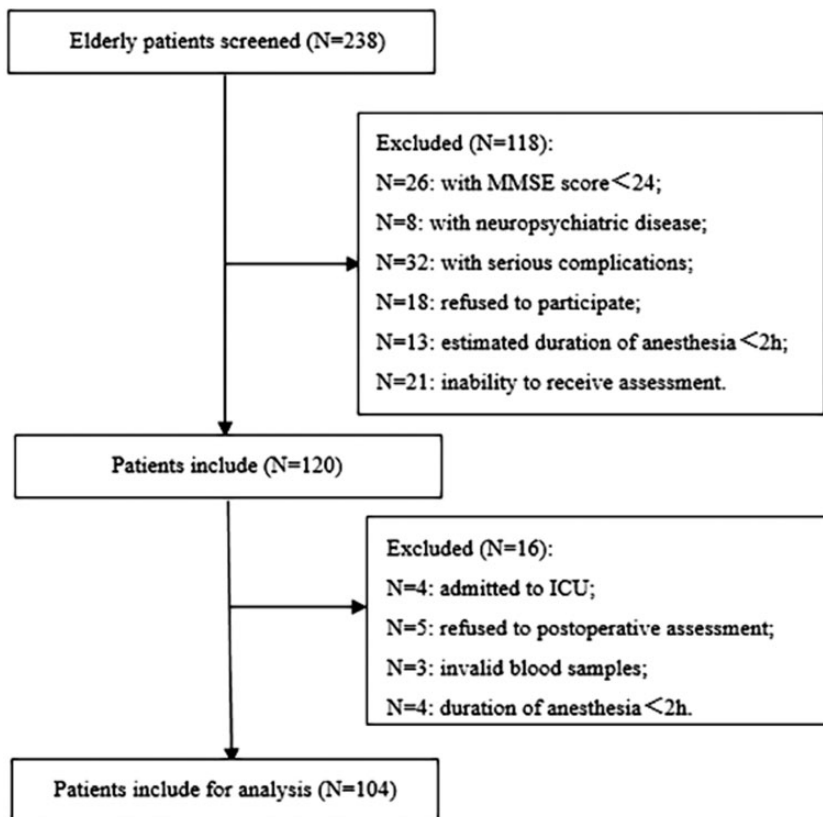 Elderly patients screened (N=238)
Excluded (N=118):
N=26: with MMSE score<24;
N=8: with neuropsychiatric disease;
N=32: with serious complications;
N=18: refused to participate;
N=13: estimated duration of anesthesia<2h;
N=21: inability to receive assessment.
Patients include (N=120)
Excluded (N=16):
N=4: admitted to ICU;
N=5: refused to postoperative assessment;
N=3: invalid blood samples;
N=4: duration of anesthesia<2h.
Patients include for analysis (N=104)